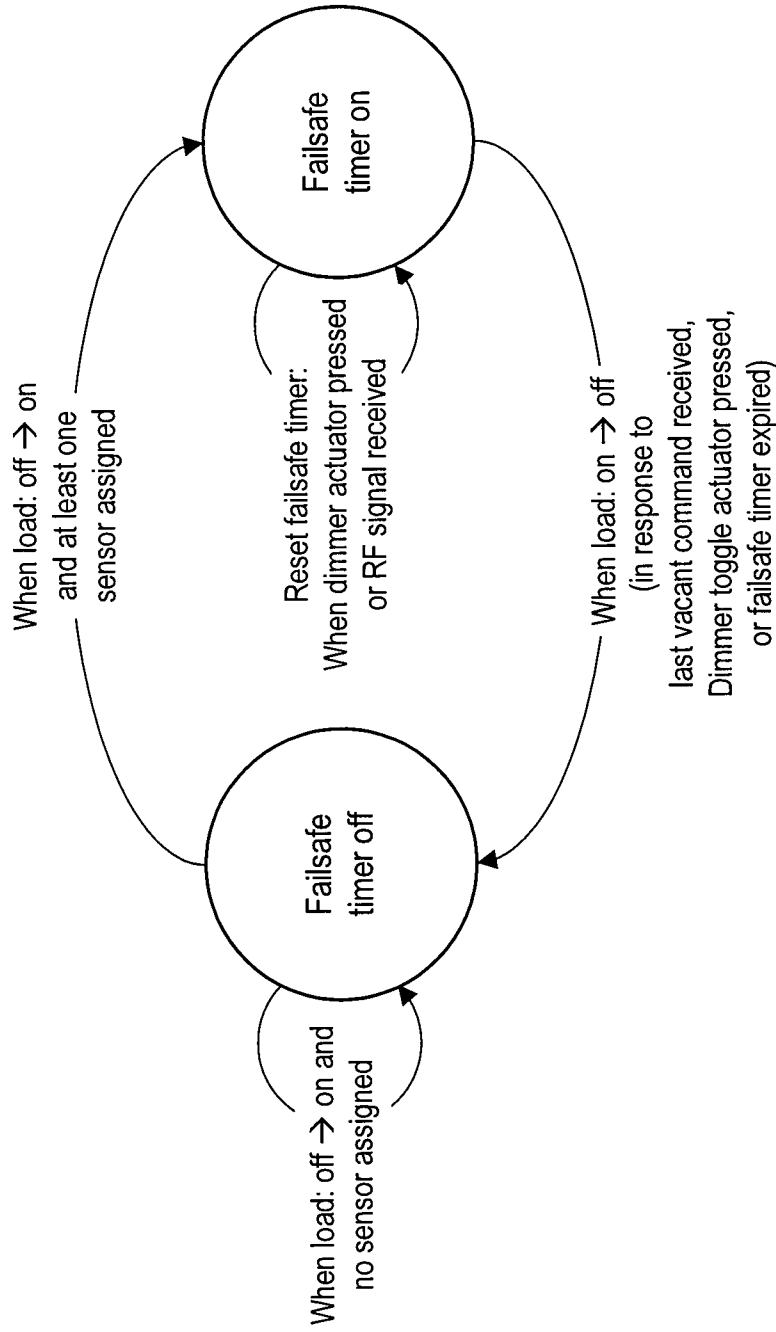 When load: off → on
and at least one
sensor assigned
When load: off → on and
no sensor assigned
Failsafe
timer off
Reset failsafe timer:
When dimmer actuator pressed
or RF signal received
Failsafe
timer on
When load: on → off
(in response to
last vacant command received,
Dimmer toggle actuator pressed,
or failsafe timer expired)